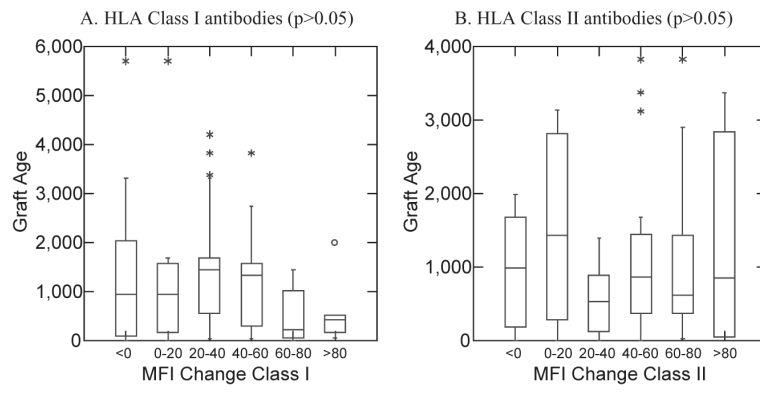 A. HLA Class I antibodies (p>0.05)
6,000
5,000
4,000
3,000
2,000
1,000
0
Graft Age
<0 0-20 20-40 40-60 60-80 >80
MFI Change Class I
B. HLA Class II antibodies (p>0.05)
4,000
3,000
2,000
1,000
0
Graft Age
<0 0-20 20-40 40-60 60-80 >80
MFI Change Class II